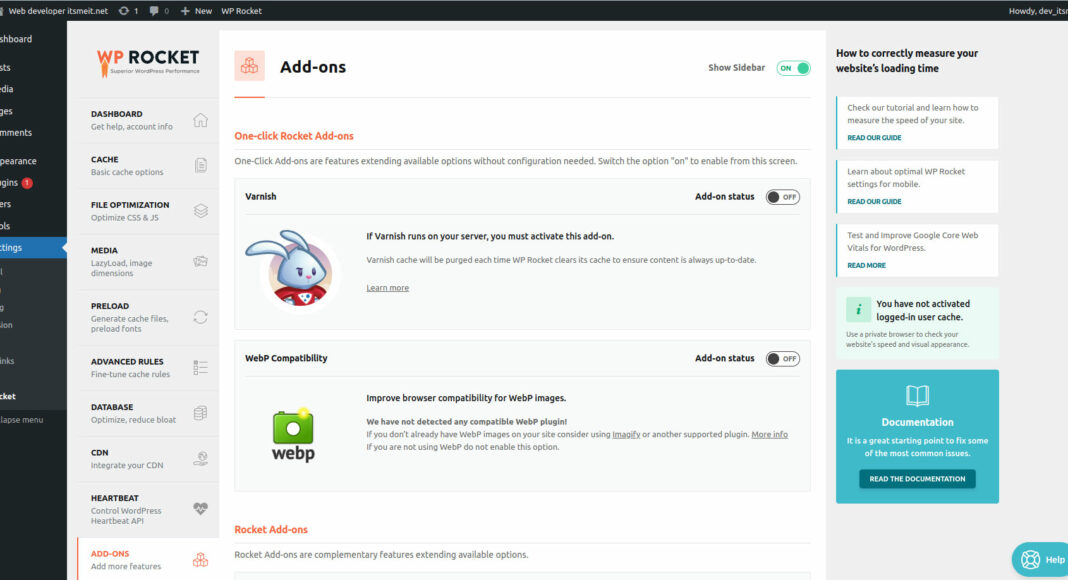 Web developer itsmeit.net 1 0 New WP Rocket Howdy, dev_its
shboard
sts
edia
ges
mments
pearance
ugins 1
ers
ols
ttings
l
g
sion
inks
cket
lapse menu
WP ROCKET
Superior WordPress Performance
DASHBOARD
Get help, account info
CACHE
Basic cache options
FILE OPTIMIZATION
Optimize CSS & JS
MEDIA
LazyLoad, image
dimensions
PRELOAD
Generate cache files,
preload fonts
ADVANCED RULES
Fine-tune cache rules
DATABASE
Optimize, reduce bloat
CDN
Integrate your CDN
HEARTBEAT
Control WordPress
Heartbeat API
ADD-ONS
Add more features
Add-ons
Show Sidebar ON
One-click Rocket Add-ons
One-Click Add-ons are features extending available options without configuration needed. Switch the option "on" to enable from this screen.
Varnish Add-on status OFF
If Varnish runs on your server, you must activate this add-on.
Varnish cache will be purged each time WP Rocket clears its cache to ensure content is always up-to-date.
Learn more
WebP Compatibility Add-on status OFF
Improve browser compatibility for WebP images.
We have not detected any compatible WebP plugin!
If you don't already have WebP images on your site consider using Imagify or another supported plugin. More info
If you are not using WebP do not enable this option.
webp
Rocket Add-ons
Rocket Add-ons are complementary features extending available options.
How to correctly measure your
website's loading time
Check our tutorial and learn how to
measure the speed of your site.
READ OUR GUIDE
Learn about optimal WP Rocket
settings for mobile.
READ OUR GUIDE
Test and Improve Google Core Web
Vitals for WordPress.
READ MORE
i
You have not activated
logged-in user cache.
Use a private browser to check your
website's speed and visual appearance.
Documentation
It is a great starting point to fix some
of the most common issues.
READ THE DOCUMENTATION
Help